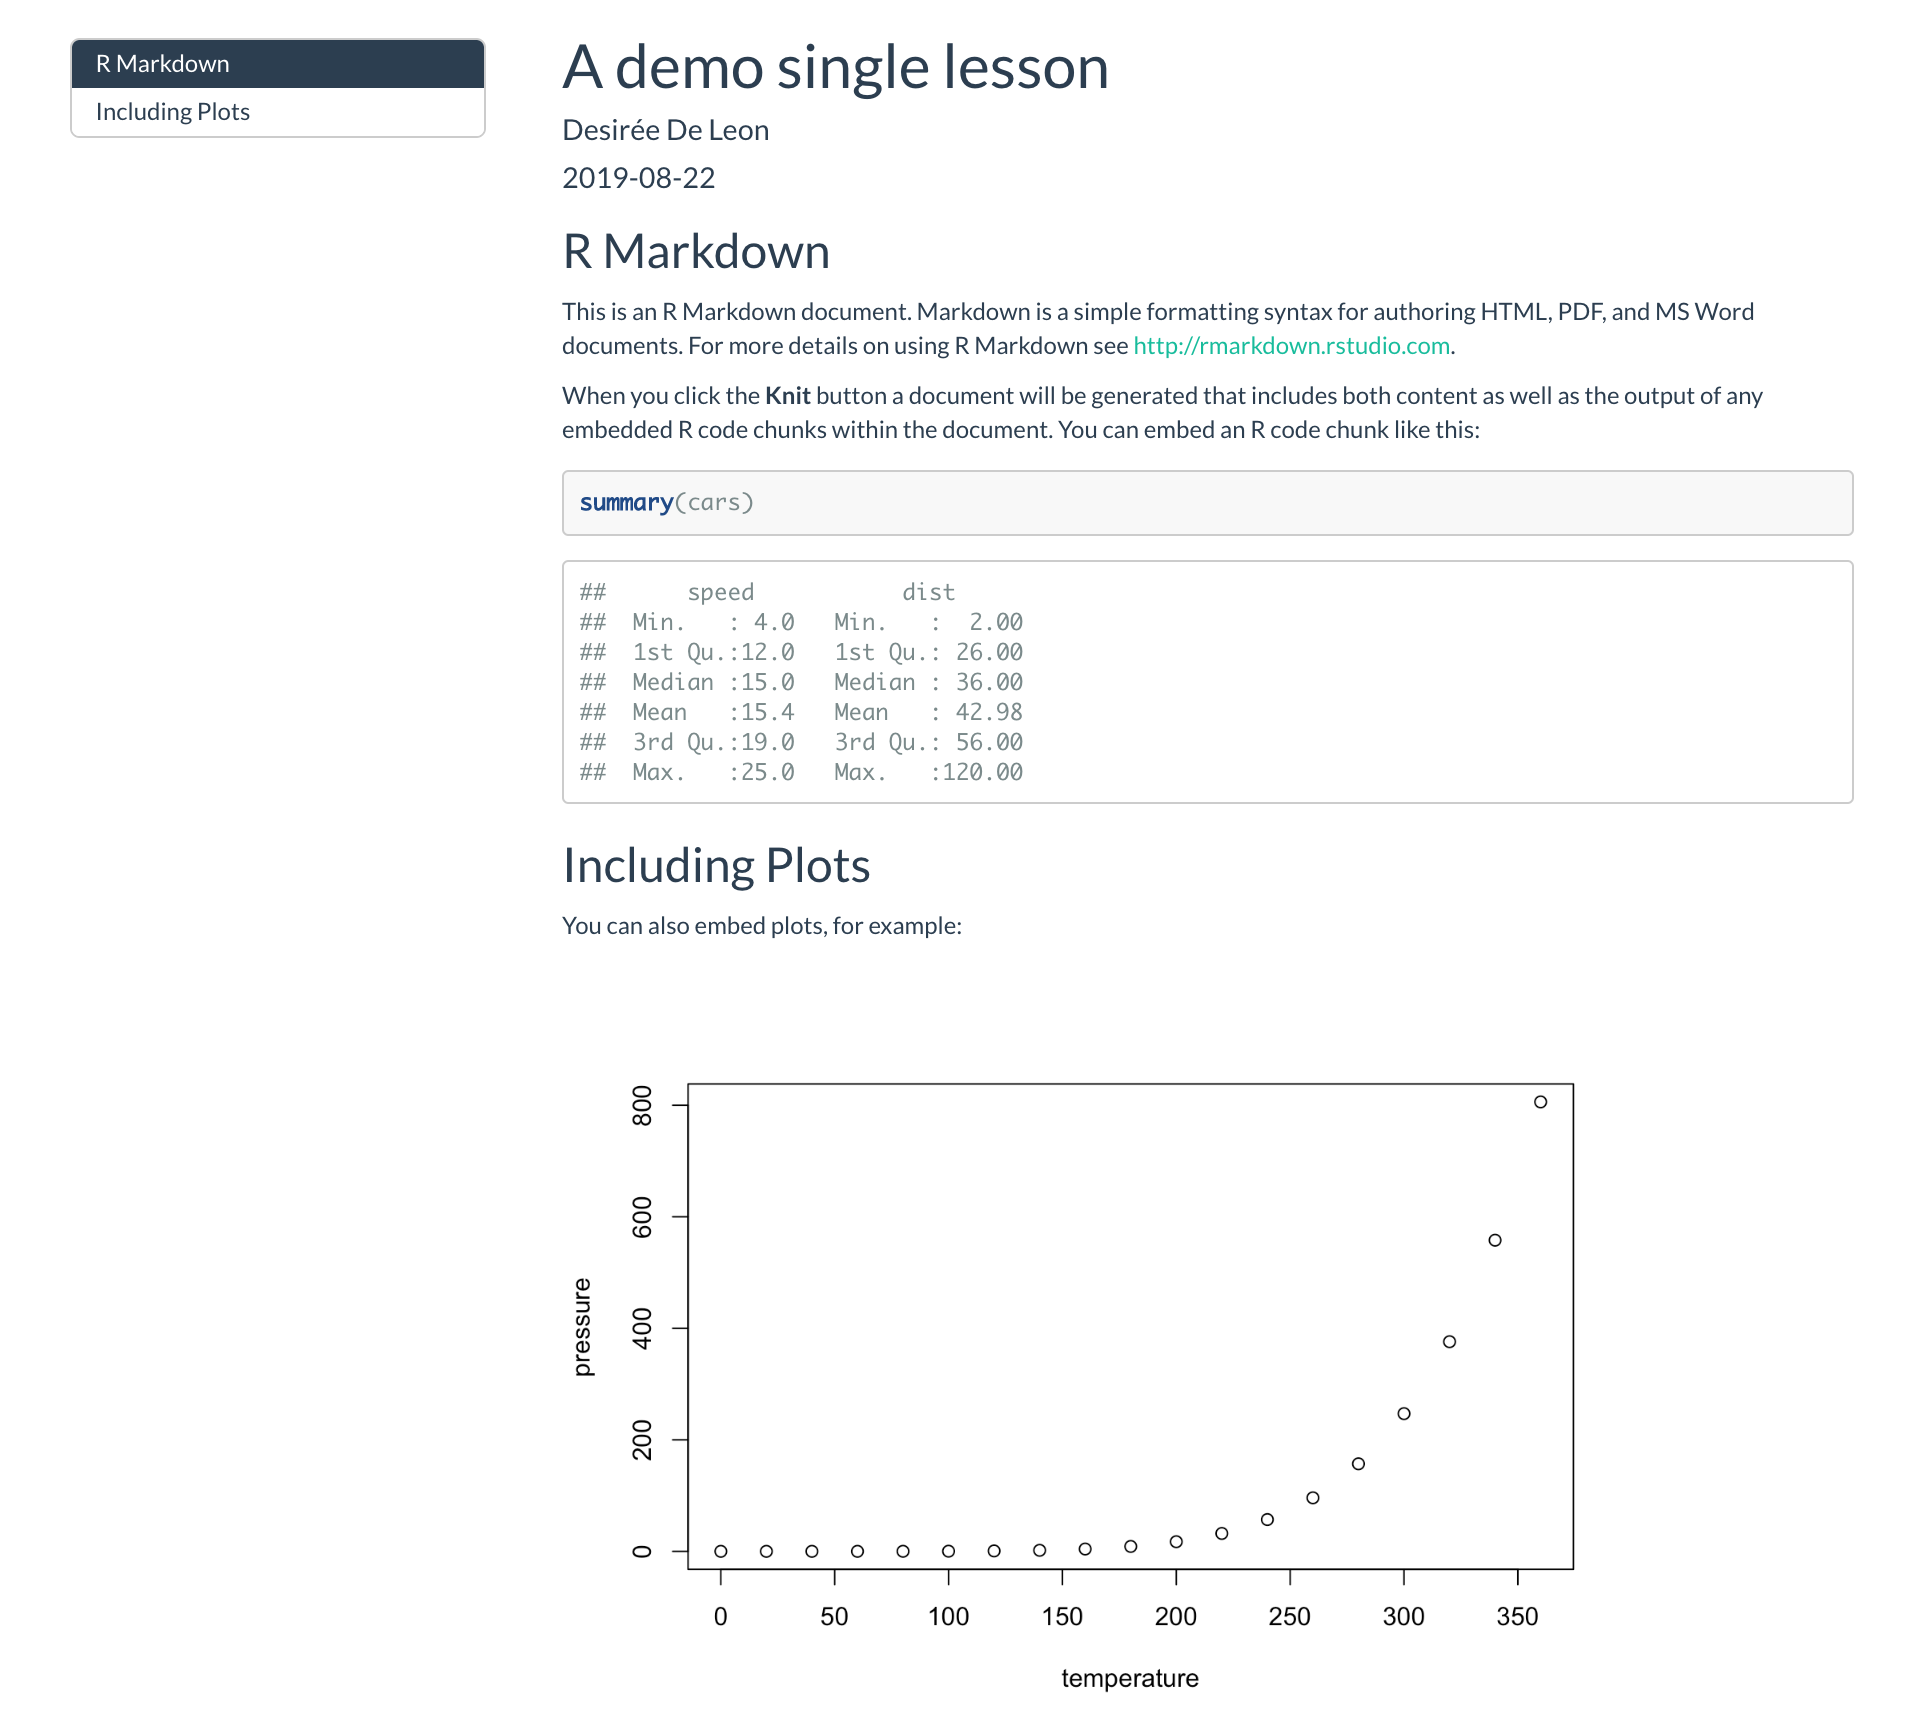 R Markdown
Including Plots
A demo single lesson
Desirée De Leon
2019-08-22
R Markdown
This is an R Markdown document. Markdown is a simple formatting syntax for authoring HTML, PDF, and MS Word
documents. For more details on using R Markdown see http://rmarkdown.rstudio.com.
When you click the Knit button a document will be generated that includes both content as well as the output of any
embedded R code chunks within the document. You can embed an R code chunk like this:
summary(cars)
##      speed           dist
##  Min.   : 4.0   Min.   :  2.00
##  1st Qu.:12.0   1st Qu.: 26.00
##  Median :15.0   Median : 36.00
##  Mean   :15.4   Mean   : 42.98
##  3rd Qu.:19.0   3rd Qu.: 56.00
##  Max.   :25.0   Max.   :120.00
Including Plots
You can also embed plots, for example:
800
600
400
200
0
pressure
0 50 100 150 200 250 300 350
temperature